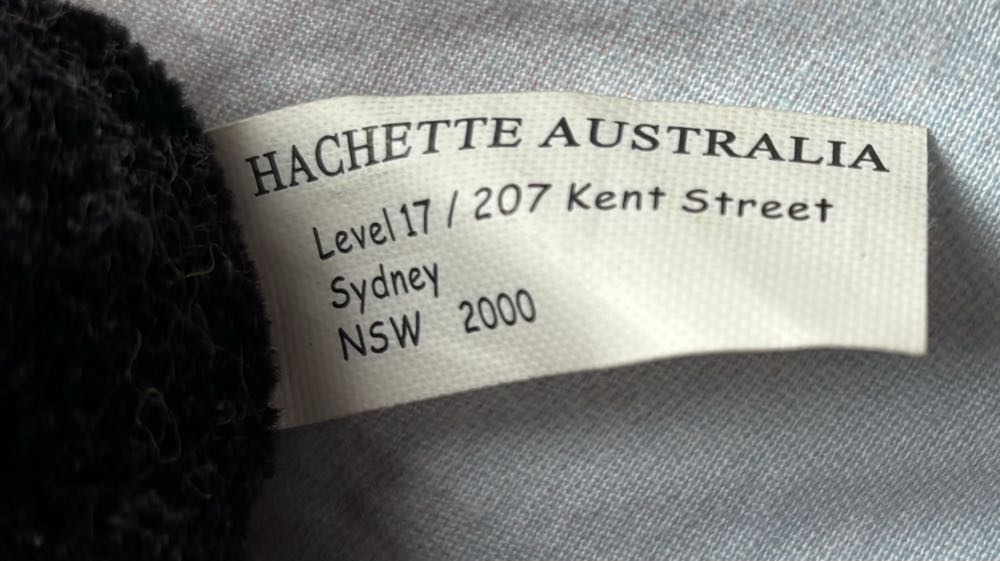 HACHETTE AUSTRALIA
Level 17 / 207 Kent Street
Sydney
NSW 2000